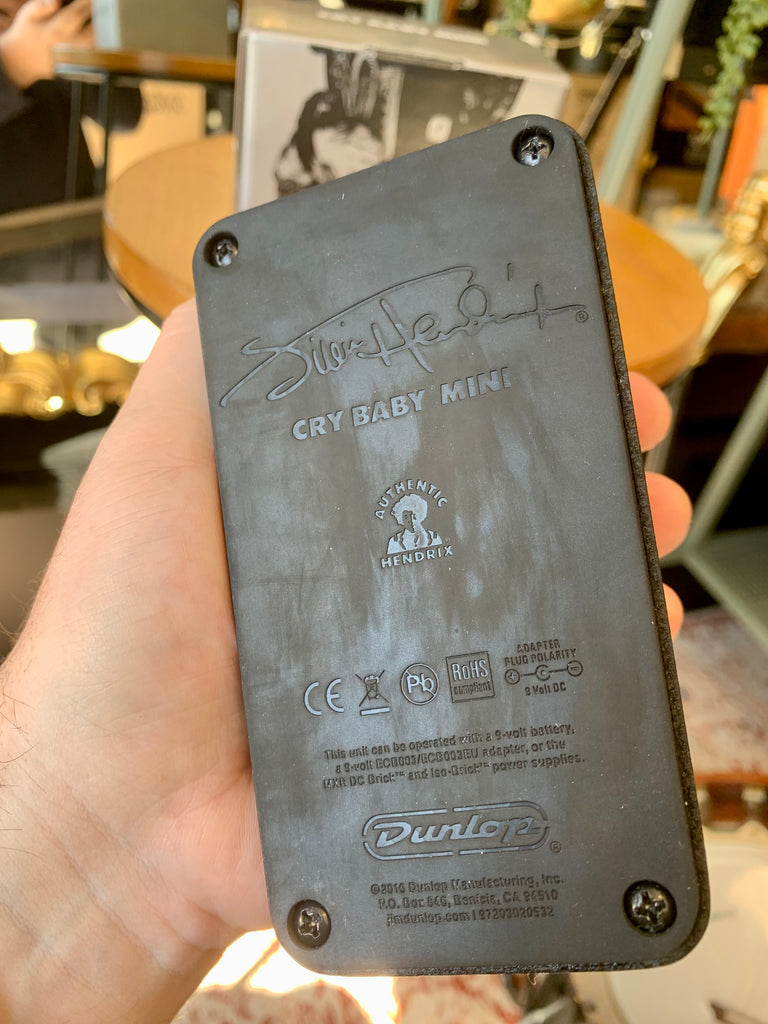 Jimi Hendrix ®
CRY BABY® MINI
AUTHENTIC
HENDRIX
CE
Pb
RoHS
compliant
ADAPTER
PLUG POLARITY
9 Volt DC
This unit can be operated with a 9-volt battery,
a 9-volt ECB003/ECB003EU adapter, or the
MXR DC Brick™ and Iso-Brick™ power supplies.
Dunlop®
©2016 Dunlop Manufacturing, Inc.
P.O. Box 846, Benicia, CA 94510
jimdunlop.com | 97203020532